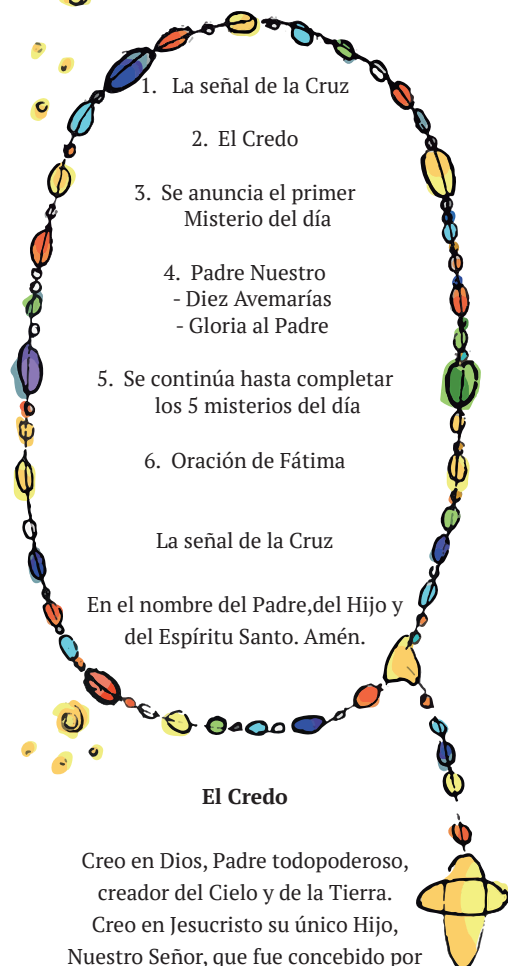 1. La señal de la Cruz
2. El Credo
3. Se anuncia el primer
Misterio del día
4. Padre Nuestro
- Diez Avemarías
- Gloria al Padre
5. Se continúa hasta completar
los 5 misterios del día
6. Oración de Fátima
La señal de la Cruz
En el nombre del Padre,del Hijo y
del Espíritu Santo. Amén.
El Credo
Creo en Dios, Padre todopoderoso,
creador del Cielo y de la Tierra.
Creo en Jesucristo su único Hijo,
Nuestro Señor, que fue concebido por